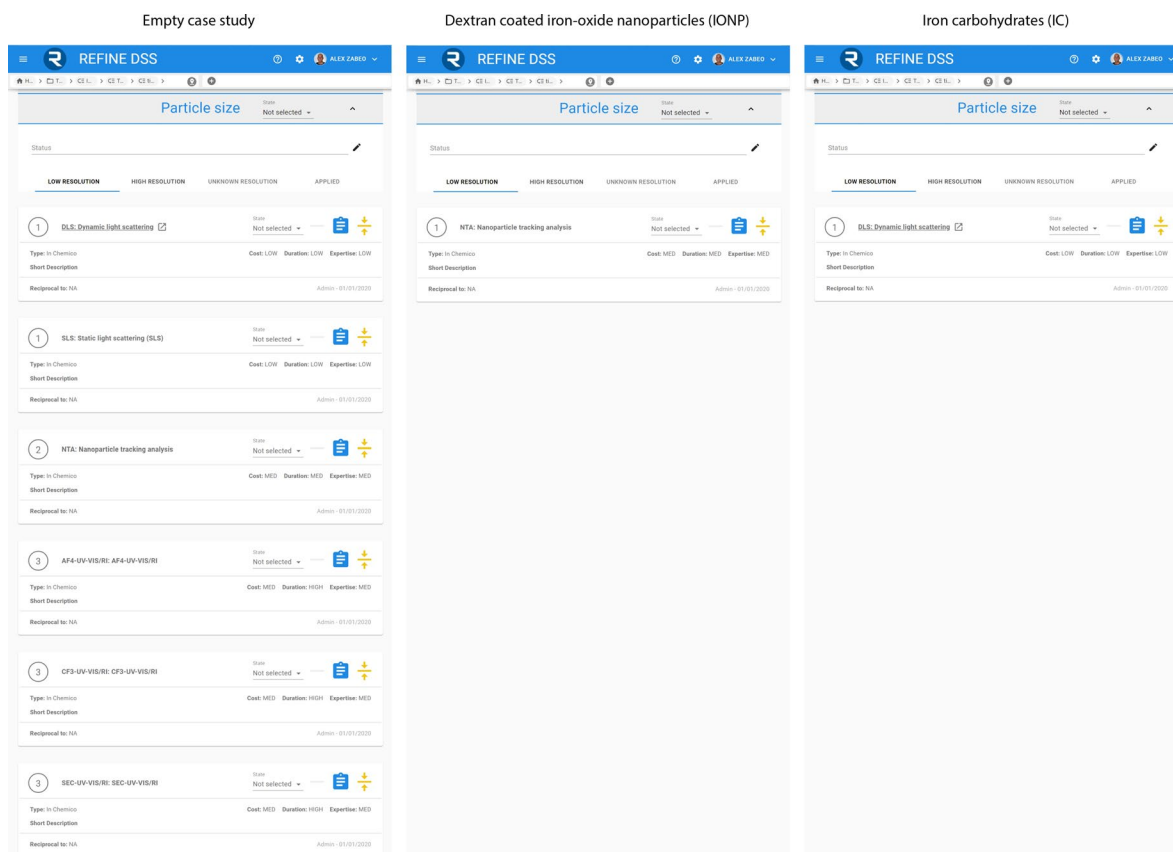 Empty case study
REFINE DSS
ALEX ZABEO
H... > T... > CS I... > CS T... >
Particle size
State
Not selected
Status
LOW RESOLUTION HIGH RESOLUTION UNKNOWN RESOLUTION APPLIED
1 DLS: Dynamic light scattering
State
Not selected
Type: In Chemico Cost: LOW Duration: LOW Expertise: LOW
Short Description
Reciprocal to: NA Admin - 01/01/2020
1 SLS: Static light scattering (SLS)
State
Not selected
Type: In Chemico Cost: LOW Duration: LOW Expertise: LOW
Short Description
Reciprocal to: NA Admin - 01/01/2020
2 NTA: Nanoparticle tracking analysis
State
Not selected
Type: In Chemico Cost: MED Duration: MED Expertise: MED
Short Description
Reciprocal to: NA Admin - 01/01/2020
3 AF4-UV-VIS/RI: AF4-UV-VIS/RI
State
Not selected
Type: In Chemico Cost: MED Duration: HIGH Expertise: MED
Short Description
Reciprocal to: NA Admin - 01/01/2020
3 CF3-UV-VIS/RI: CF3-UV-VIS/RI
State
Not selected
Type: In Chemico Cost: MED Duration: HIGH Expertise: MED
Short Description
Reciprocal to: NA Admin - 01/01/2020
3 SEC-UV-VIS/RI: SEC-UV-VIS/RI
State
Not selected
Type: In Chemico Cost: MED Duration: HIGH Expertise: MED
Short Description
Reciprocal to: NA Admin - 01/01/2020
Dextran coated iron-oxide nanoparticles (IONP)
REFINE DSS
ALEX ZABEO
H... > T... > CS I... > CS T... >
Particle size
State
Not selected
Status
LOW RESOLUTION HIGH RESOLUTION UNKNOWN RESOLUTION APPLIED
1 NTA: Nanoparticle tracking analysis
State
Not selected
Type: In Chemico Cost: MED Duration: MED Expertise: MED
Short Description
Reciprocal to: NA Admin - 01/01/2020
Iron carbohydrates (IC)
REFINE DSS
ALEX ZABEO
H... > T... > CS I... > CS T... >
Particle size
State
Not selected
Status
LOW RESOLUTION HIGH RESOLUTION UNKNOWN RESOLUTION APPLIED
1 DLS: Dynamic light scattering
State
Not selected
Type: In Chemico Cost: LOW Duration: LOW Expertise: LOW
Short Description
Reciprocal to: NA Admin - 01/01/2020